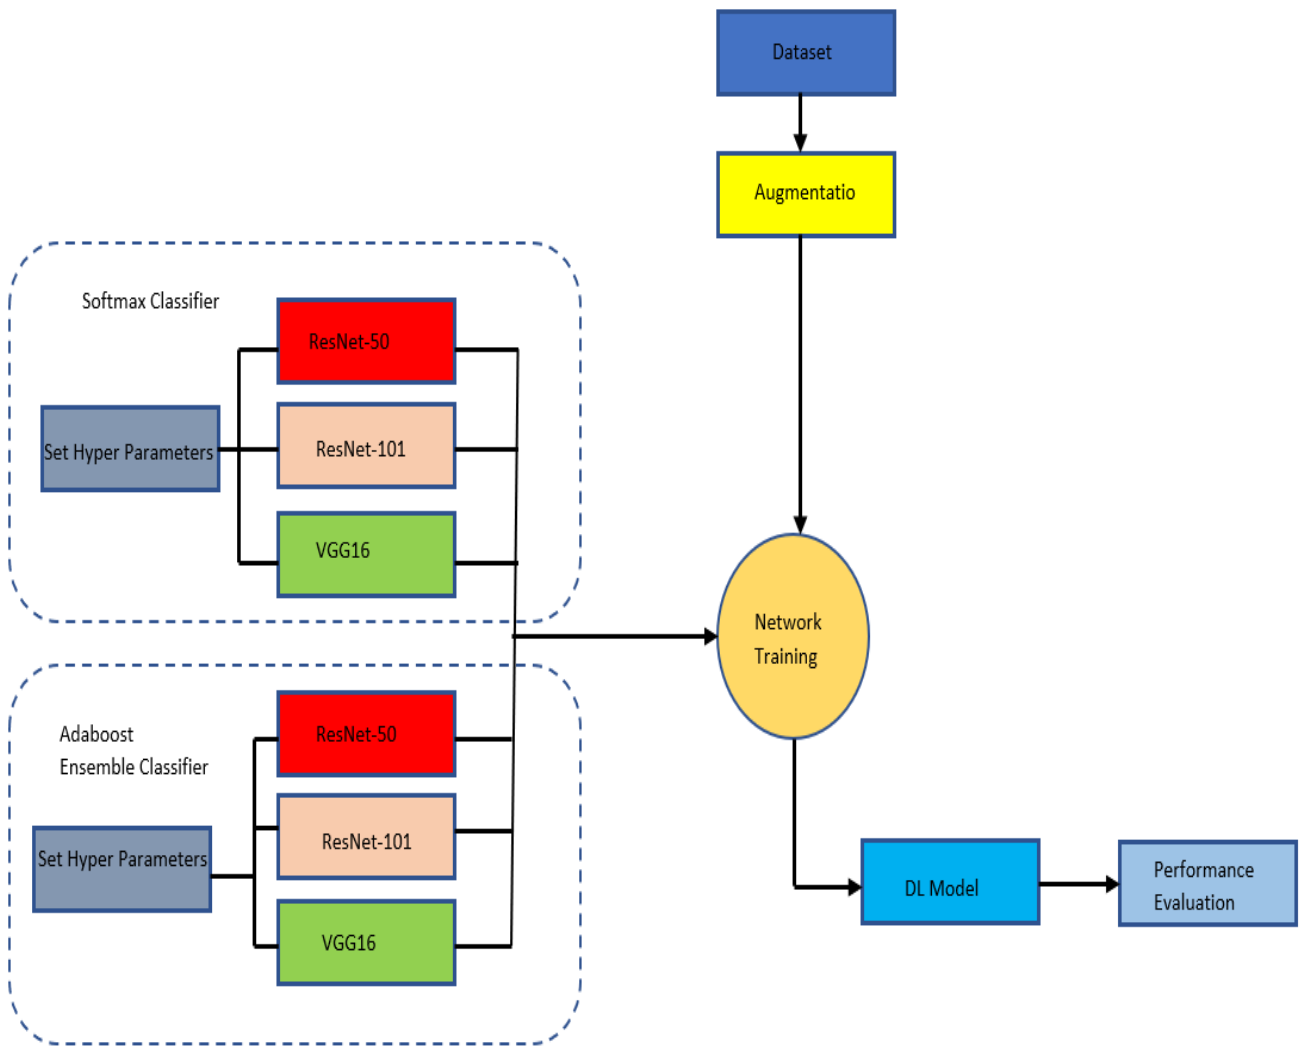 Dataset
Augmentatio
Softmax Classifier
ResNet-50
Set Hyper Parameters
ResNet-101
VGG16
Network
Training
Adaboost
Ensemble Classifier
ResNet-50
ResNet-101
Set Hyper Parameters
VGG16
DL Model
Performance
Evaluation